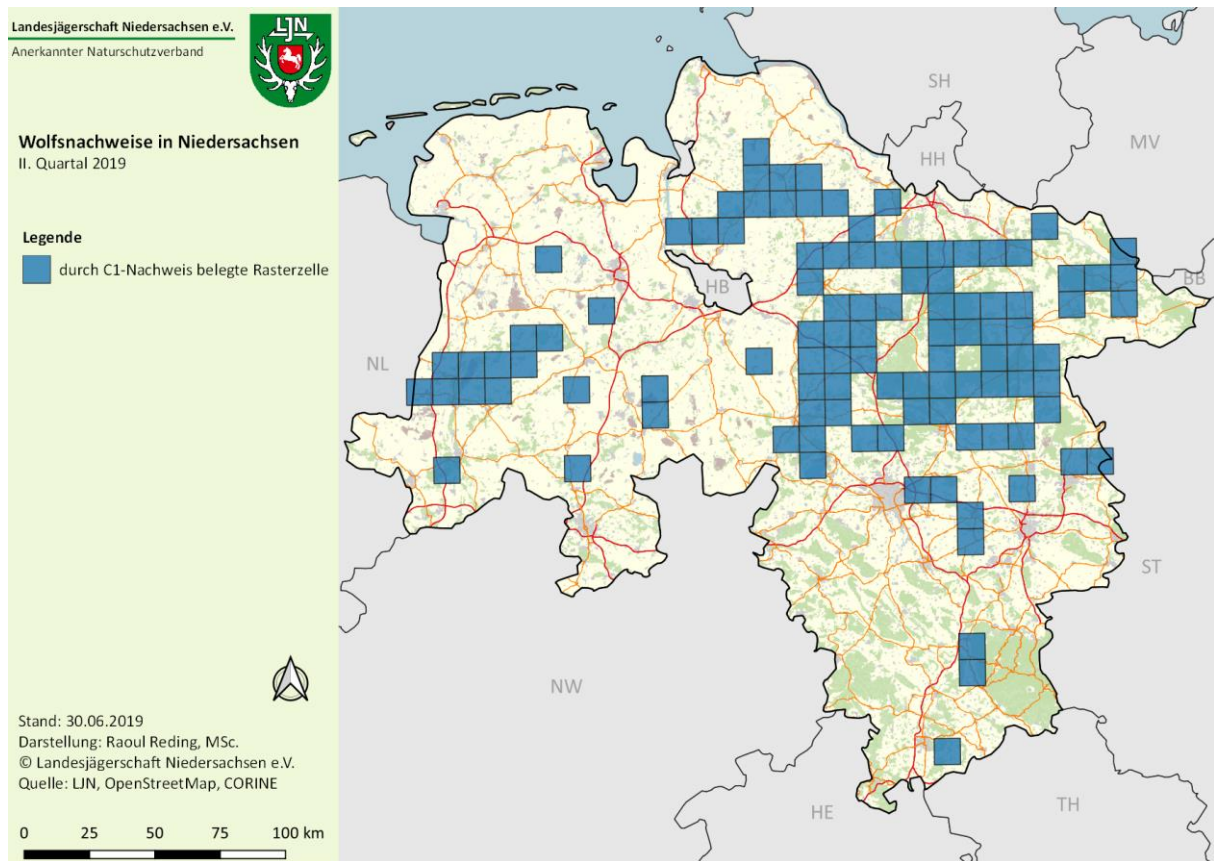 Landesjägerschaft Niedersachsen e.V.
Anerkannter Naturschutzverband
LJN
Wolfsnachweise in Niedersachsen
II. Quartal 2019
Legende
durch C1-Nachweis belegte Rasterzelle
SH
MV
HH
HB
BB
NL
ST
NW
HE
TH
Stand: 30.06.2019
Darstellung: Raoul Reding, MSc.
© Landesjägerschaft Niedersachsen e.V.
Quelle: LJN, OpenStreetMap, CORINE
0 25 50 75 100 km